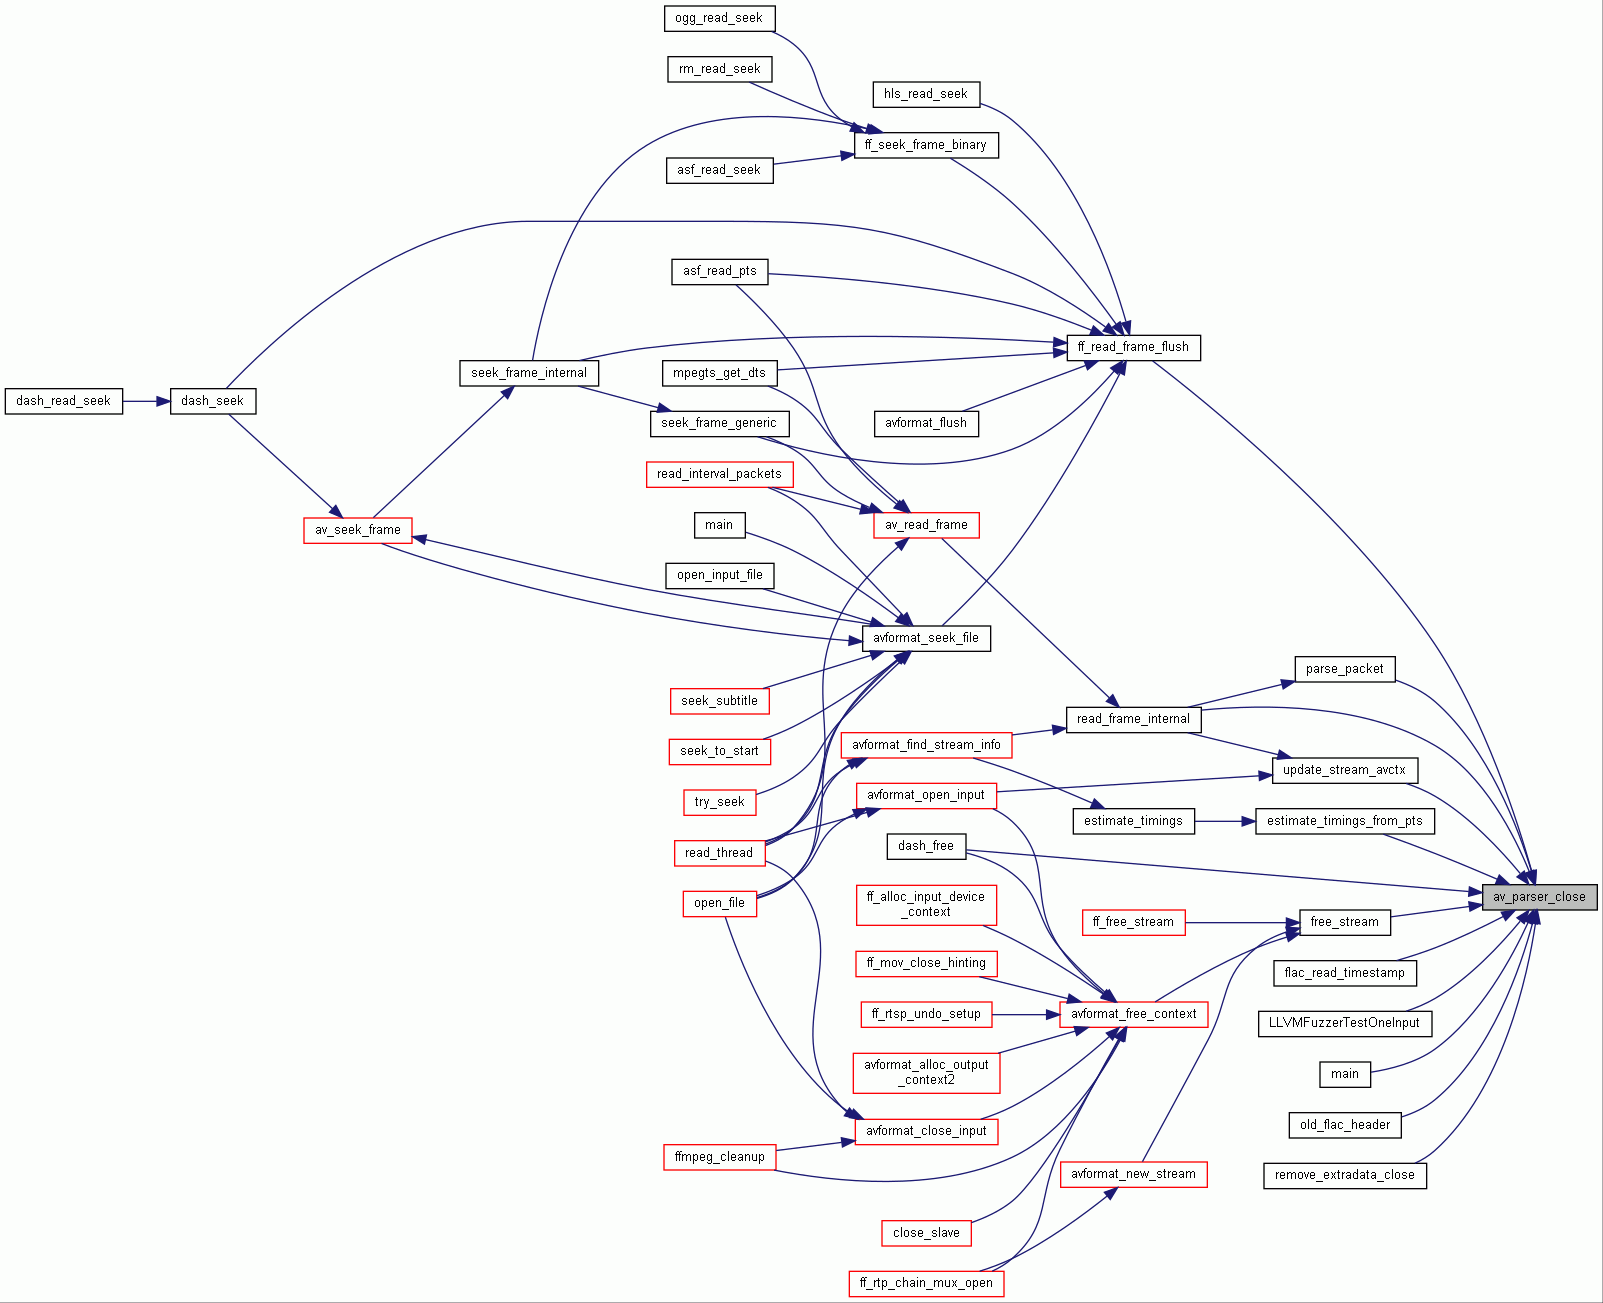 ogg_read_seek
rm_read_seek
hls_read_seek
ff_seek_frame_binary
asf_read_seek
asf_read_pts
ff_read_frame_flush
seek_frame_internal
mpegts_get_dts
dash_read_seek
dash_seek
seek_frame_generic
avformat_flush
read_interval_packets
main
av_read_frame
av_seek_frame
open_input_file
avformat_seek_file
parse_packet
seek_subtitle
read_frame_internal
seek_to_start
avformat_find_stream_info
update_stream_avctx
try_seek
avformat_open_input
estimate_timings
estimate_timings_from_pts
read_thread
dash_free
open_file
ff_alloc_input_device
_context
av_parser_close
ff_free_stream
free_stream
ff_mov_close_hinting
flac_read_timestamp
ff_rtsp_undo_setup
avformat_free_context
LLVMFuzzerTestOneInput
avformat_alloc_output
_context2
main
avformat_close_input
old_flac_header
ffmpeg_cleanup
avformat_new_stream
remove_extradata_close
close_slave
ff_rtp_chain_mux_open